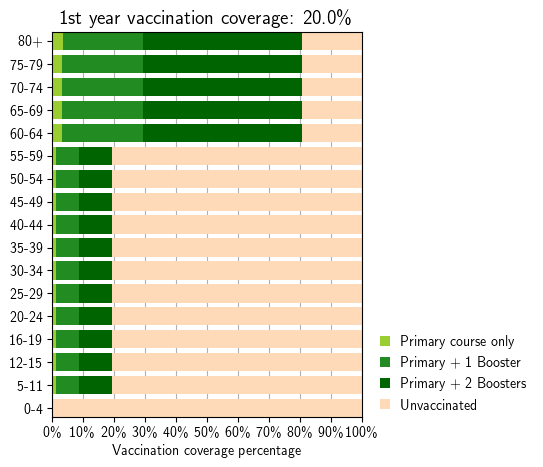 1st year vaccination coverage: 20.0%
80+
75-79
70-74
65-69
60-64
55-59
50-54
45-49
40-44
35-39
30-34
25-29
20-24
16-19
12-15
5-11
0-4
0% 10% 20% 30% 40% 50% 60% 70% 80% 90% 100%
Vaccination coverage percentage
Primary course only
Primary + 1 Booster
Primary + 2 Boosters
Unvaccinated